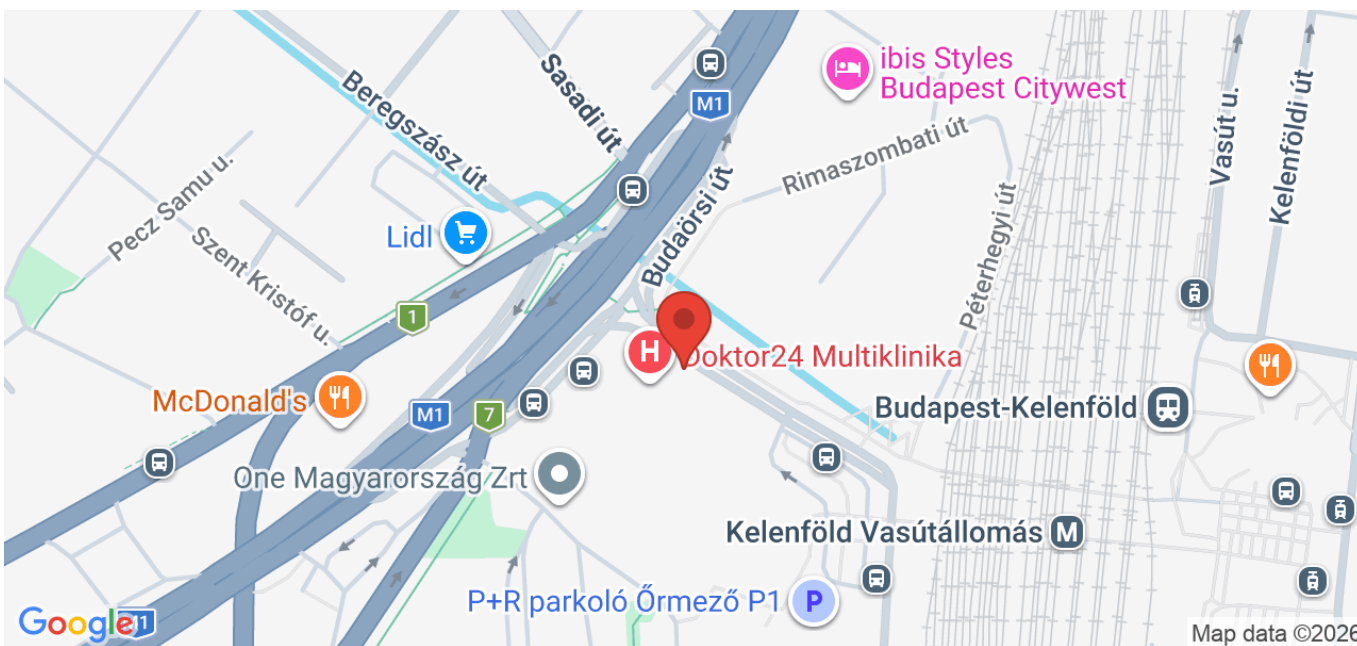 ibis Styles
Budapest Citywest
Sasadi út
M1
Beregszász út
Vasút u.
Kelenföldi út
Rimaszombati út
Pecz Samu u.
Lidl
Budaörsi út
Péterhegyi út
Szent Kristóf u.
1
H
Doktor24 Multiklinika
McDonald's
M1
7
Budapest-Kelenföld
One Magyarország Zrt
Kelenföld Vasútállomás
M
P+R parkoló Őrmező P1
P
Google
M1
Map data ©2026